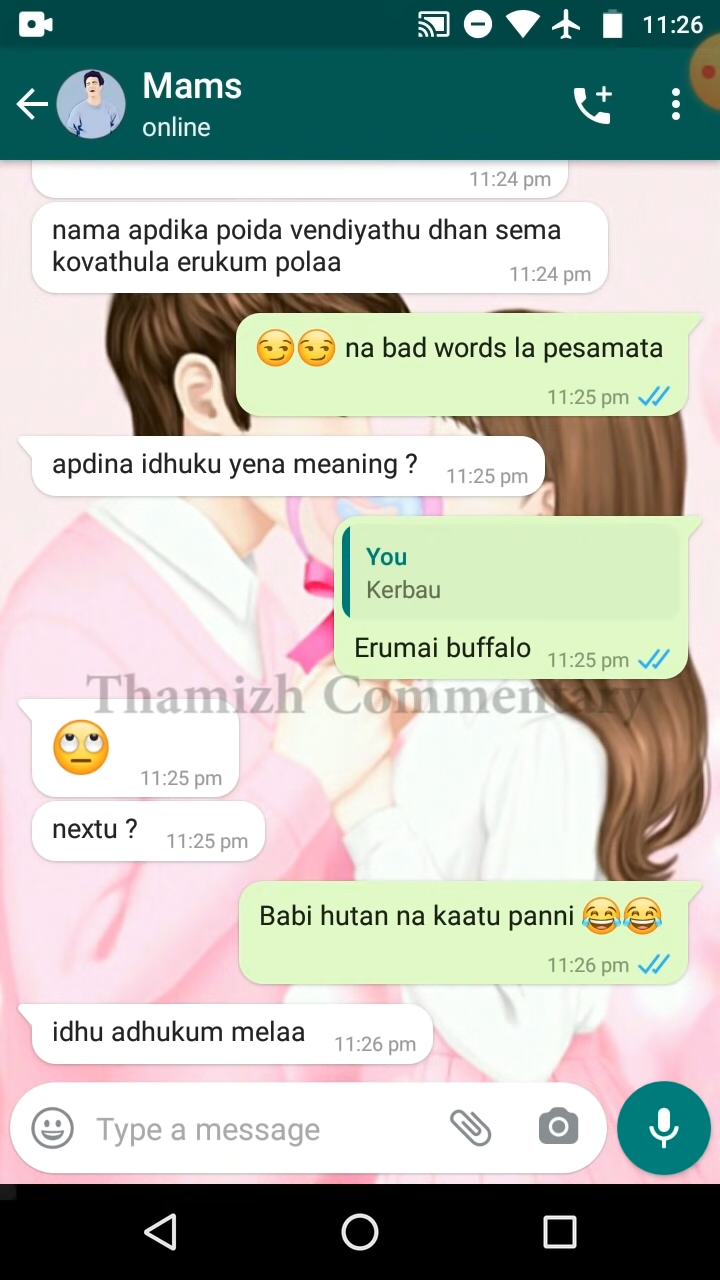 11:26
Mams
online
11:24 pm
nama apdika poida vendiyathu dhan sema
kovathula erukum polaa
11:24 pm
😏😏 na bad words la pesamata
11:25 pm
apdina idhuku yena meaning ?
11:25 pm
You
Kerbau
Erumai buffalo
11:25 pm
Thamizh Commentary
🙄
11:25 pm
nextu ?
11:25 pm
Babi hutan na kaatu panni 😂😂
11:26 pm
idhu adhukum melaa
11:26 pm
Type a message